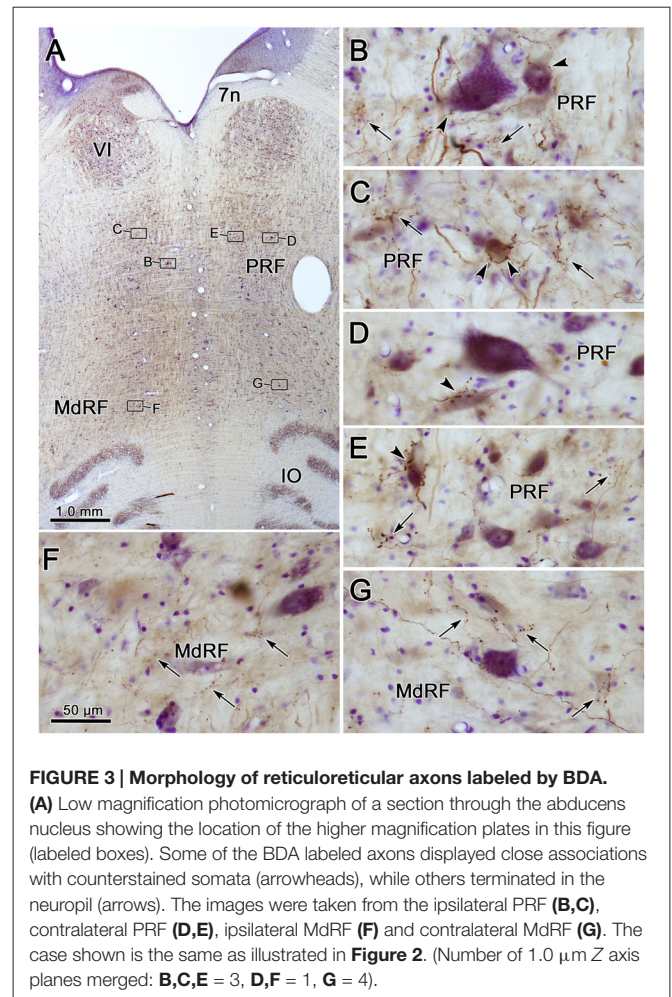 A
7n
VI
C
E
D
B
PRF
G
MdRF
F
IO
1.0 mm
B
PRF
C
PRF
D
PRF
E
PRF
F
MdRF
50 µm
G
MdRF
FIGURE 3 | Morphology of reticuloreticular axons labeled by BDA.
(A) Low magnification photomicrograph of a section through the abducens
nucleus showing the location of the higher magnification plates in this figure
(labeled boxes). Some of the BDA labeled axons displayed close associations
with counterstained somata (arrowheads), while others terminated in the
neuropil (arrows). The images were taken from the ipsilateral PRF (B,C),
contralateral PRF (D,E), ipsilateral MdRF (F) and contralateral MdRF (G). The
case shown is the same as illustrated in Figure 2. (Number of 1.0 µm Z axis
planes merged: B,C,E = 3, D,F = 1, G = 4).